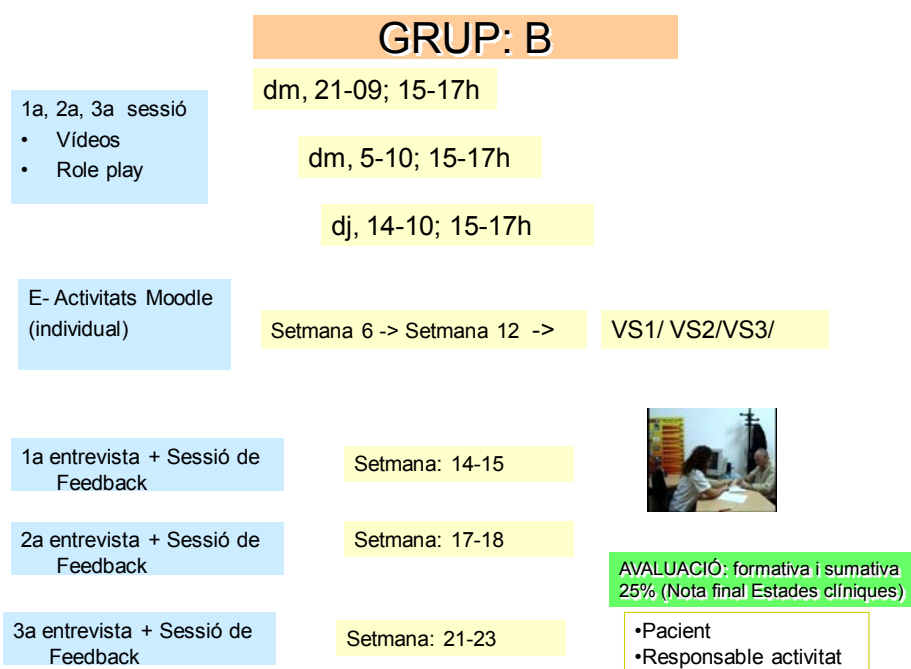 GRUP: B
1a, 2a, 3a sessió
• Vídeos
• Role play
dm, 21-09; 15-17h
dm, 5-10; 15-17h
dj, 14-10; 15-17h
E- Activitats Moodle
(individual)
Setmana 6 -> Setmana 12 ->
VS1/ VS2/VS3/
1a entrevista + Sessió de
Feedback
Setmana: 14-15
2a entrevista + Sessió de
Feedback
Setmana: 17-18
AVALUACIÓ: formativa i sumativa
25% (Nota final Estades clíniques)
3a entrevista + Sessió de
Feedback
Setmana: 21-23
•Pacient
•Responsable activitat